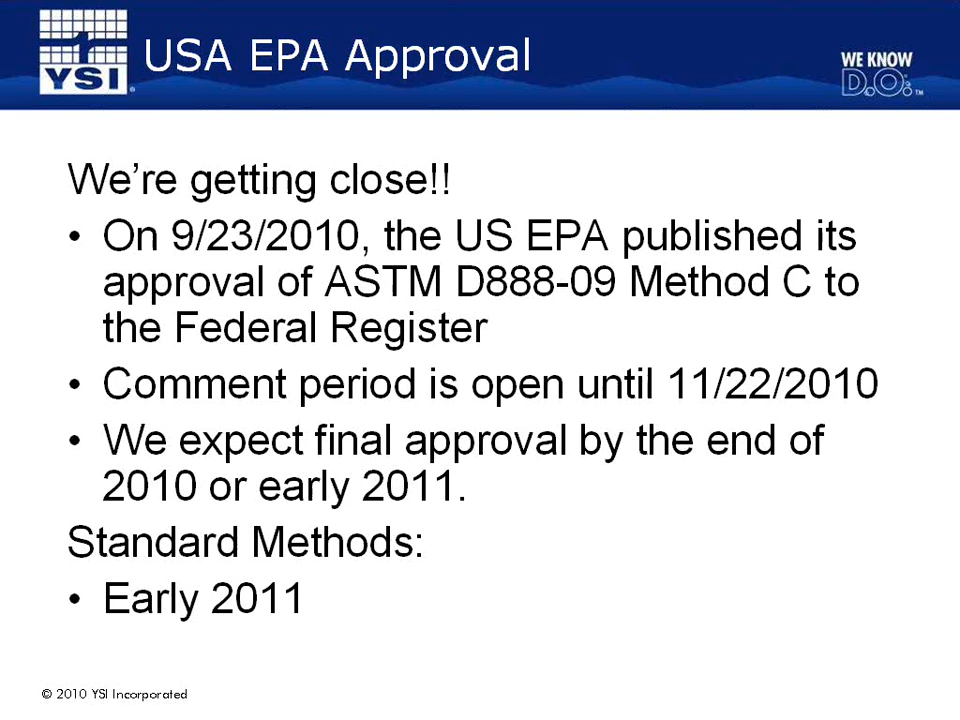 YSI
USA EPA Approval
WE KNOW
D.O.™
We’re getting close!!
• On 9/23/2010, the US EPA published its
approval of ASTM D888-09 Method C to
the Federal Register
• Comment period is open until 11/22/2010
• We expect final approval by the end of
2010 or early 2011.
Standard Methods:
• Early 2011
© 2010 YSI Incorporated